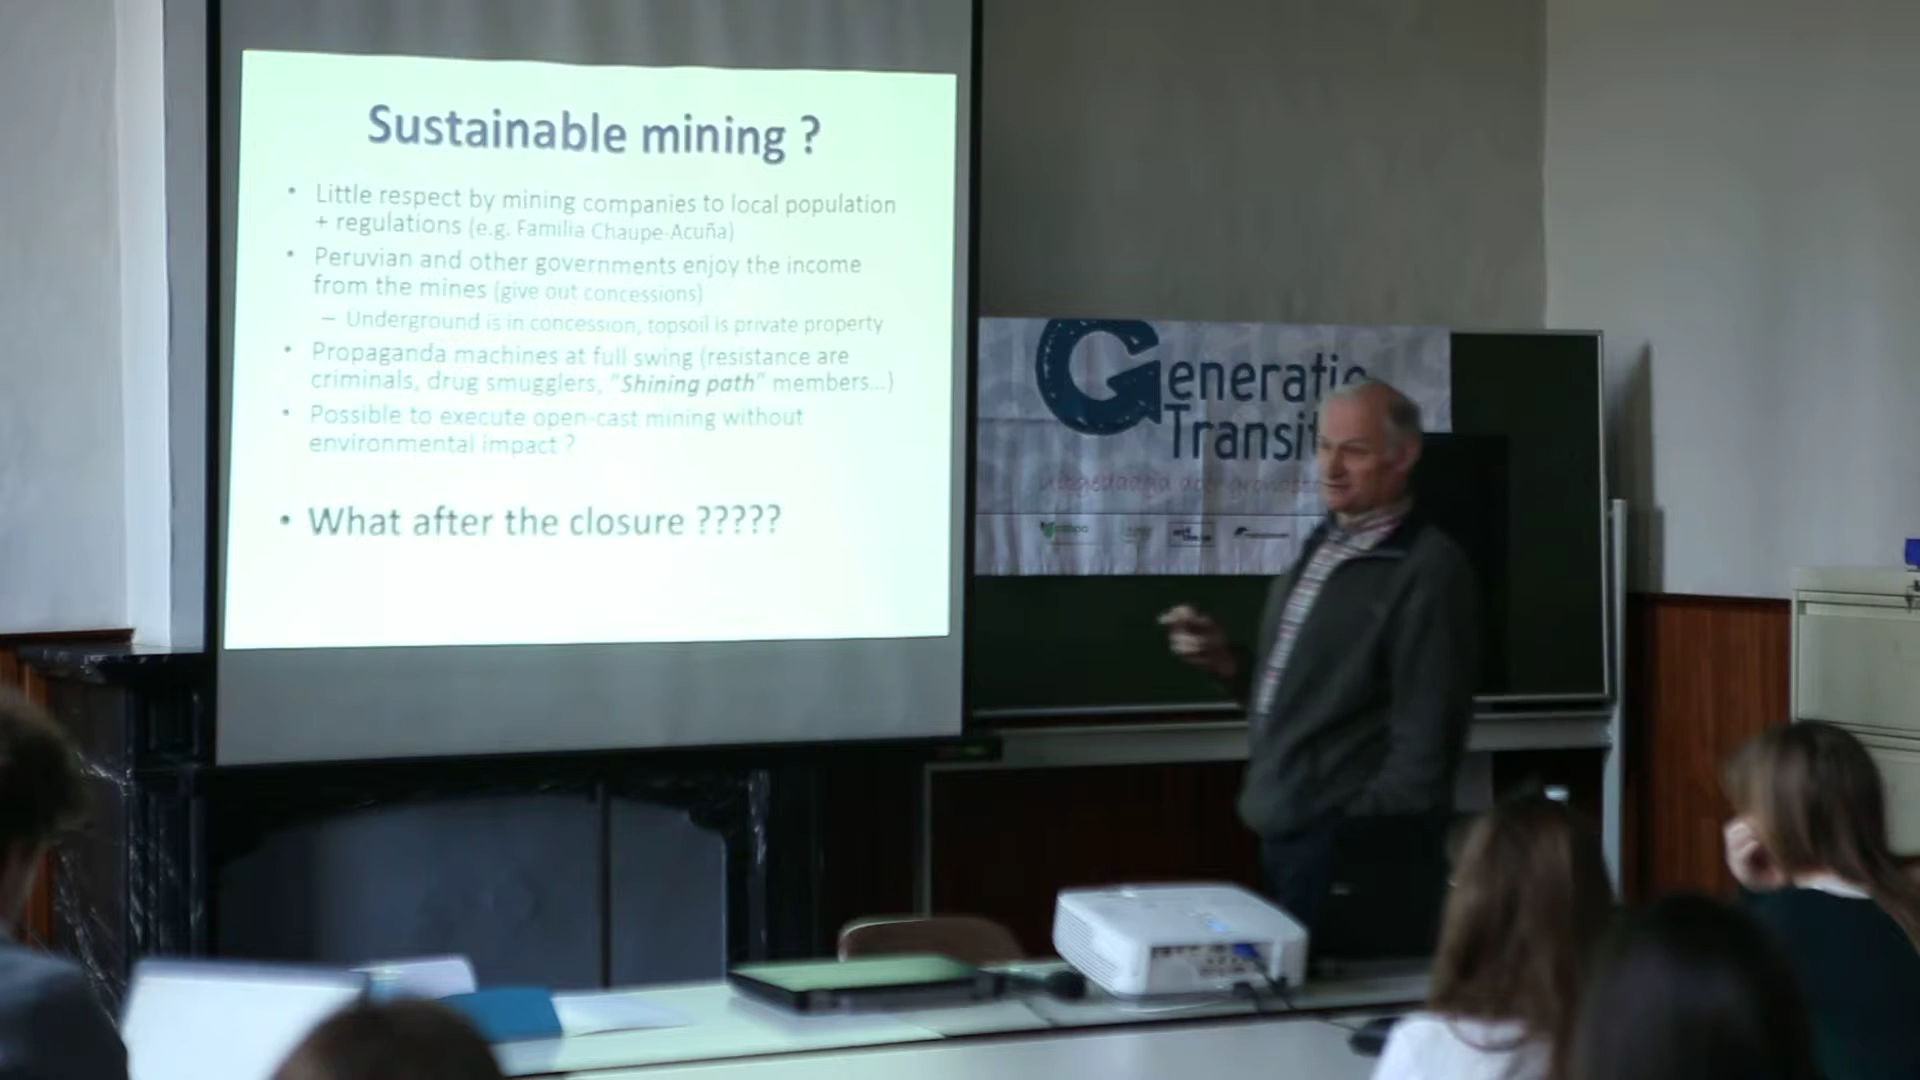 Sustainable mining ?
• Little respect by mining companies to local population
+ regulations (e.g. Familia Chaupe-Acuña)
• Peruvian and other governments enjoy the income
from the mines (give out concessions)
– Underground is in concession, topsoil is private property
• Propaganda machines at full swing (resistance are
criminals, drug smugglers, "Shining path" members...)
• Possible to execute open-cast mining without
environmental impact ?
• What after the closure ?????
Generatie
Transit